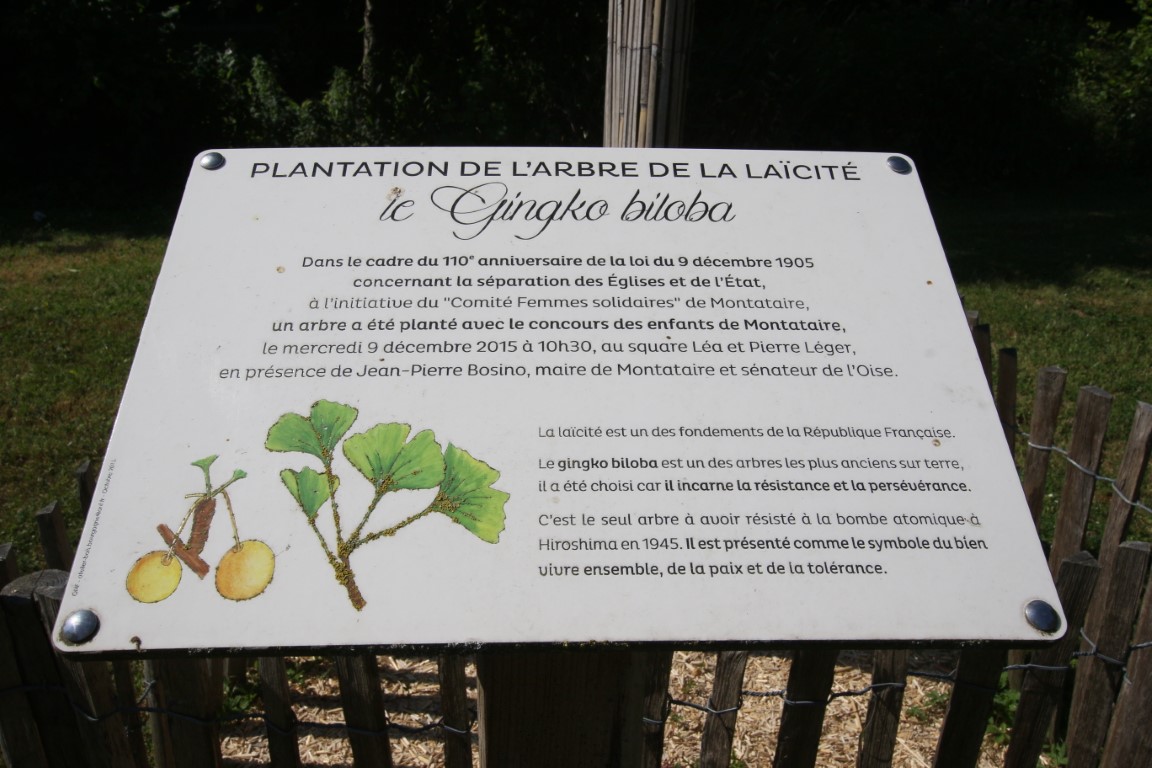 PLANTATION DE L'ARBRE DE LA LAÏCITÉ
le Gingko biloba
Dans le cadre du 110e anniversaire de la loi du 9 décembre 1905
concernant la séparation des Églises et de l'État,
à l'initiative du "Comité Femmes solidaires" de Montataire,
un arbre a été planté avec le concours des enfants de Montataire,
le mercredi 9 décembre 2015 à 10h30, au square Léa et Pierre Léger,
en présence de Jean-Pierre Bosino, maire de Montataire et sénateur de l'Oise.
La laïcité est un des fondements de la République Française.
Le gingko biloba est un des arbres les plus anciens sur terre,
il a été choisi car il incarne la résistance et la persévérance.
C'est le seul arbre à avoir résisté à la bombe atomique à
Hiroshima en 1945. Il est présenté comme le symbole du bien
vivre ensemble, de la paix et de la tolérance.